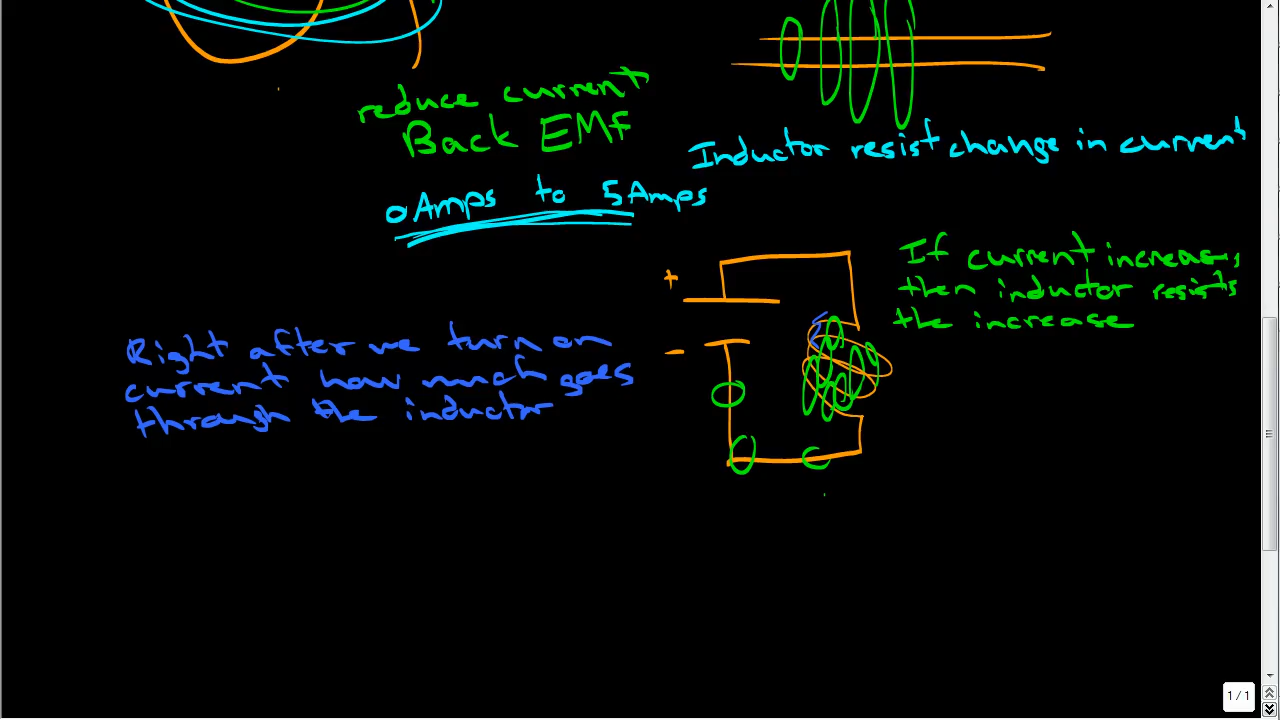 reduce current
Back EMf
Inductor resist change in current
0Amps to 5Amps
+
If current increases,
then inductor resists
the increase
-
Right after we turn on
current how much goes
through the inductor
1 / 1